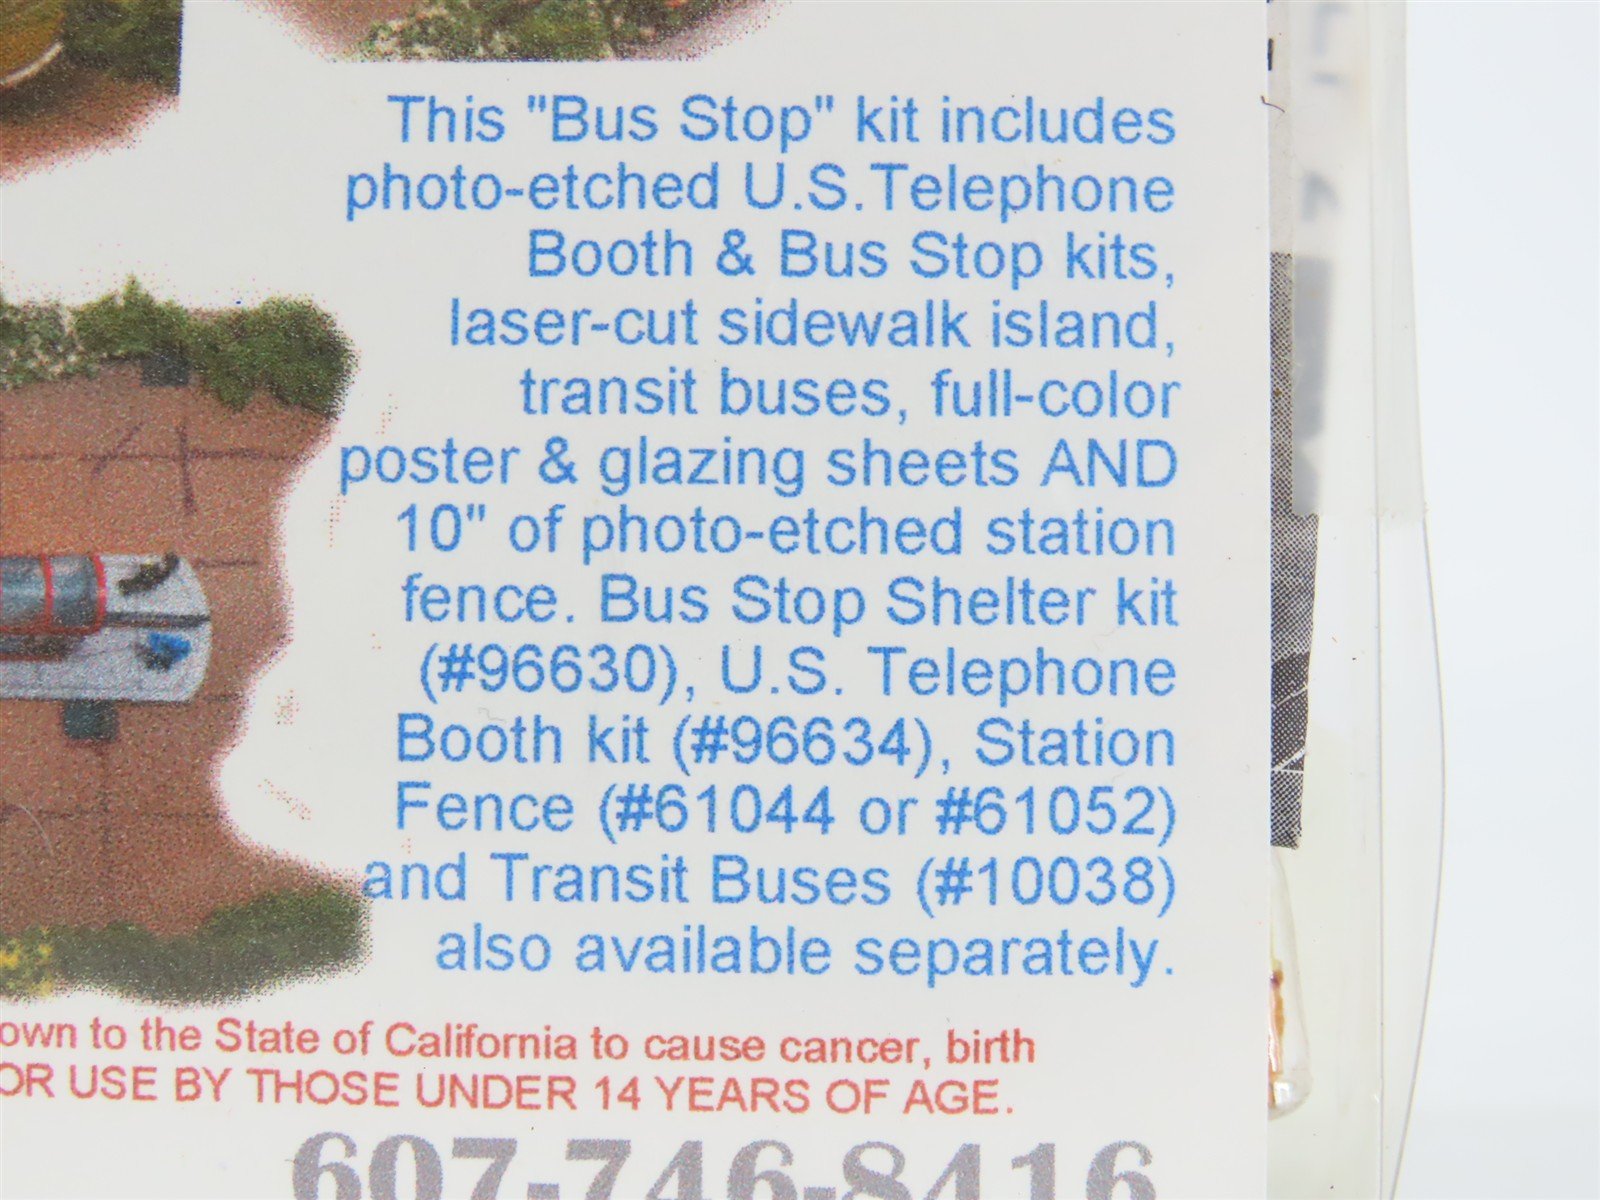 This "Bus Stop" kit includes
photo-etched U.S.Telephone
Booth & Bus Stop kits,
laser-cut sidewalk island,
transit buses, full-color
poster & glazing sheets AND
10" of photo-etched station
fence. Bus Stop Shelter kit
(#96630), U.S. Telephone
Booth kit (#96634), Station
Fence (#61044 or #61052)
and Transit Buses (#10038)
also available separately.
own to the State of California to cause cancer, birth
OR USE BY THOSE UNDER 14 YEARS OF AGE.
607-746-8416